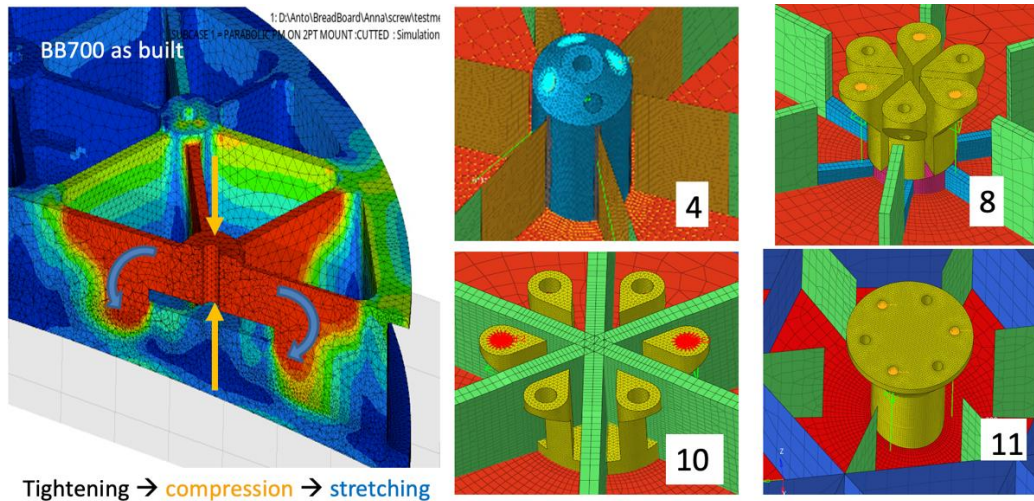 1: D:\Anto\BreadBoard\Anna\screw\testme
SUBCASE 1 = PARABOLIC PM ON 2PT MOUNT :CUTTED : Simulation
BB700 as built
4
8
10
11
Tightening → compression → stretching